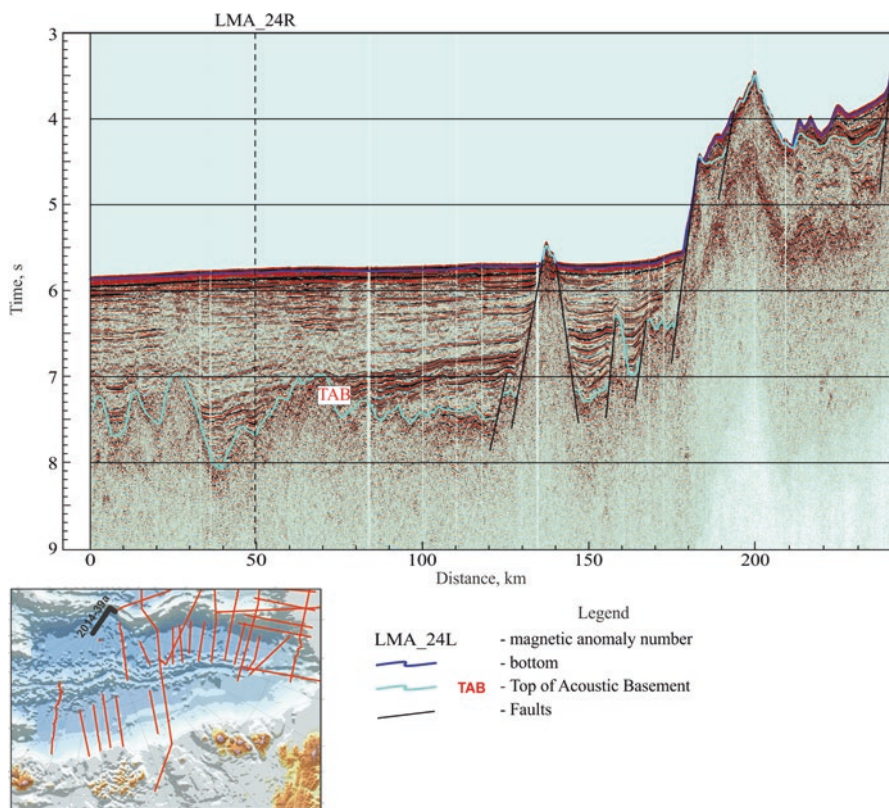 LMA_24R
3
4
5
6
7
8
9
Time, s
TAB
0
50
100
150
200
Distance, km
2014-39a
Legend
LMA_24L - magnetic anomaly number
- bottom
TAB - Top of Acoustic Basement
- Faults